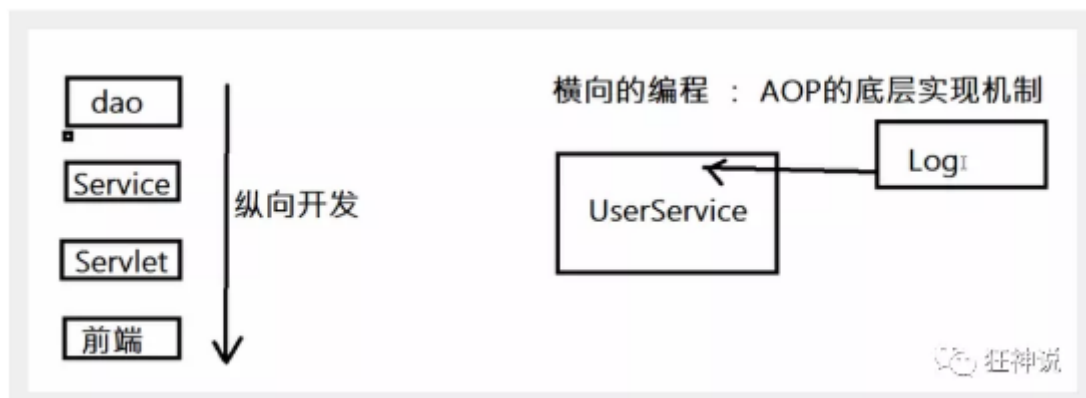 dao
Service
Servlet
前端
纵向开发
横向的编程 ： AOP的底层实现机制
Log
UserService
狂神说